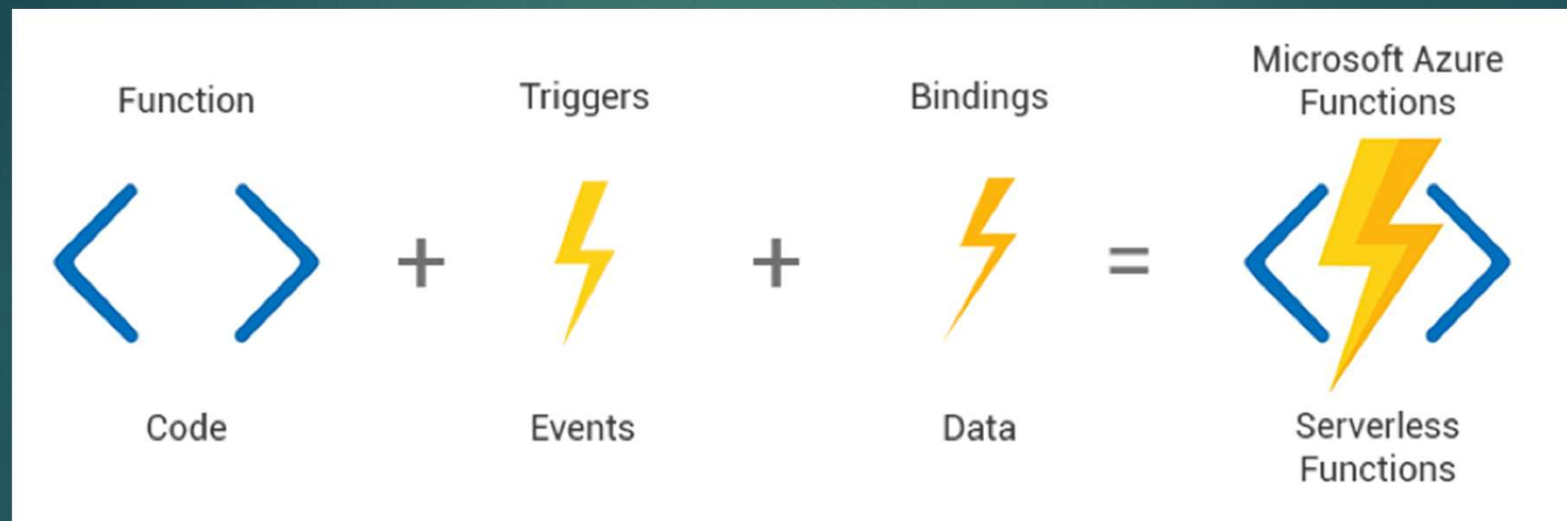 Function
Triggers
Bindings
Microsoft Azure
Functions
+
+
=
Code
Events
Data
Serverless
Functions